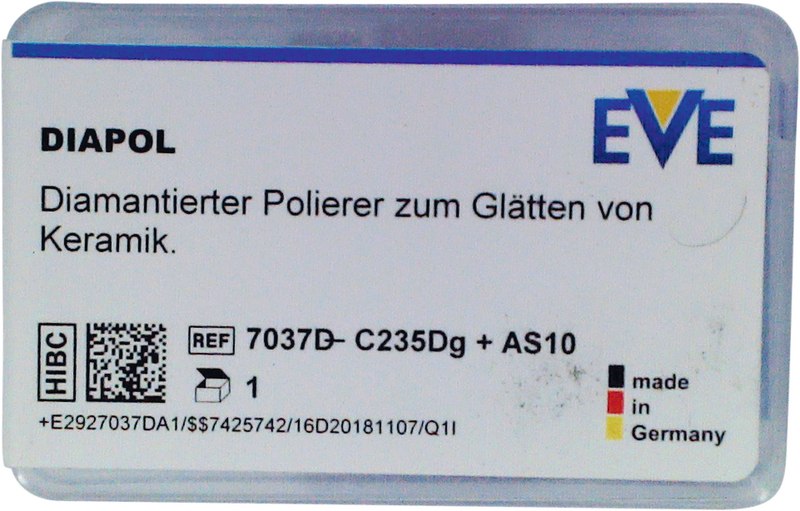 EVE
DIAPOL
Diamantierter Polierer zum Glätten von
Keramik.
HIBC
REF 7037D- C235Dg + AS10
1
+E2927037DA1/$$7425742/16D20181107/Q1I
made
in
Germany